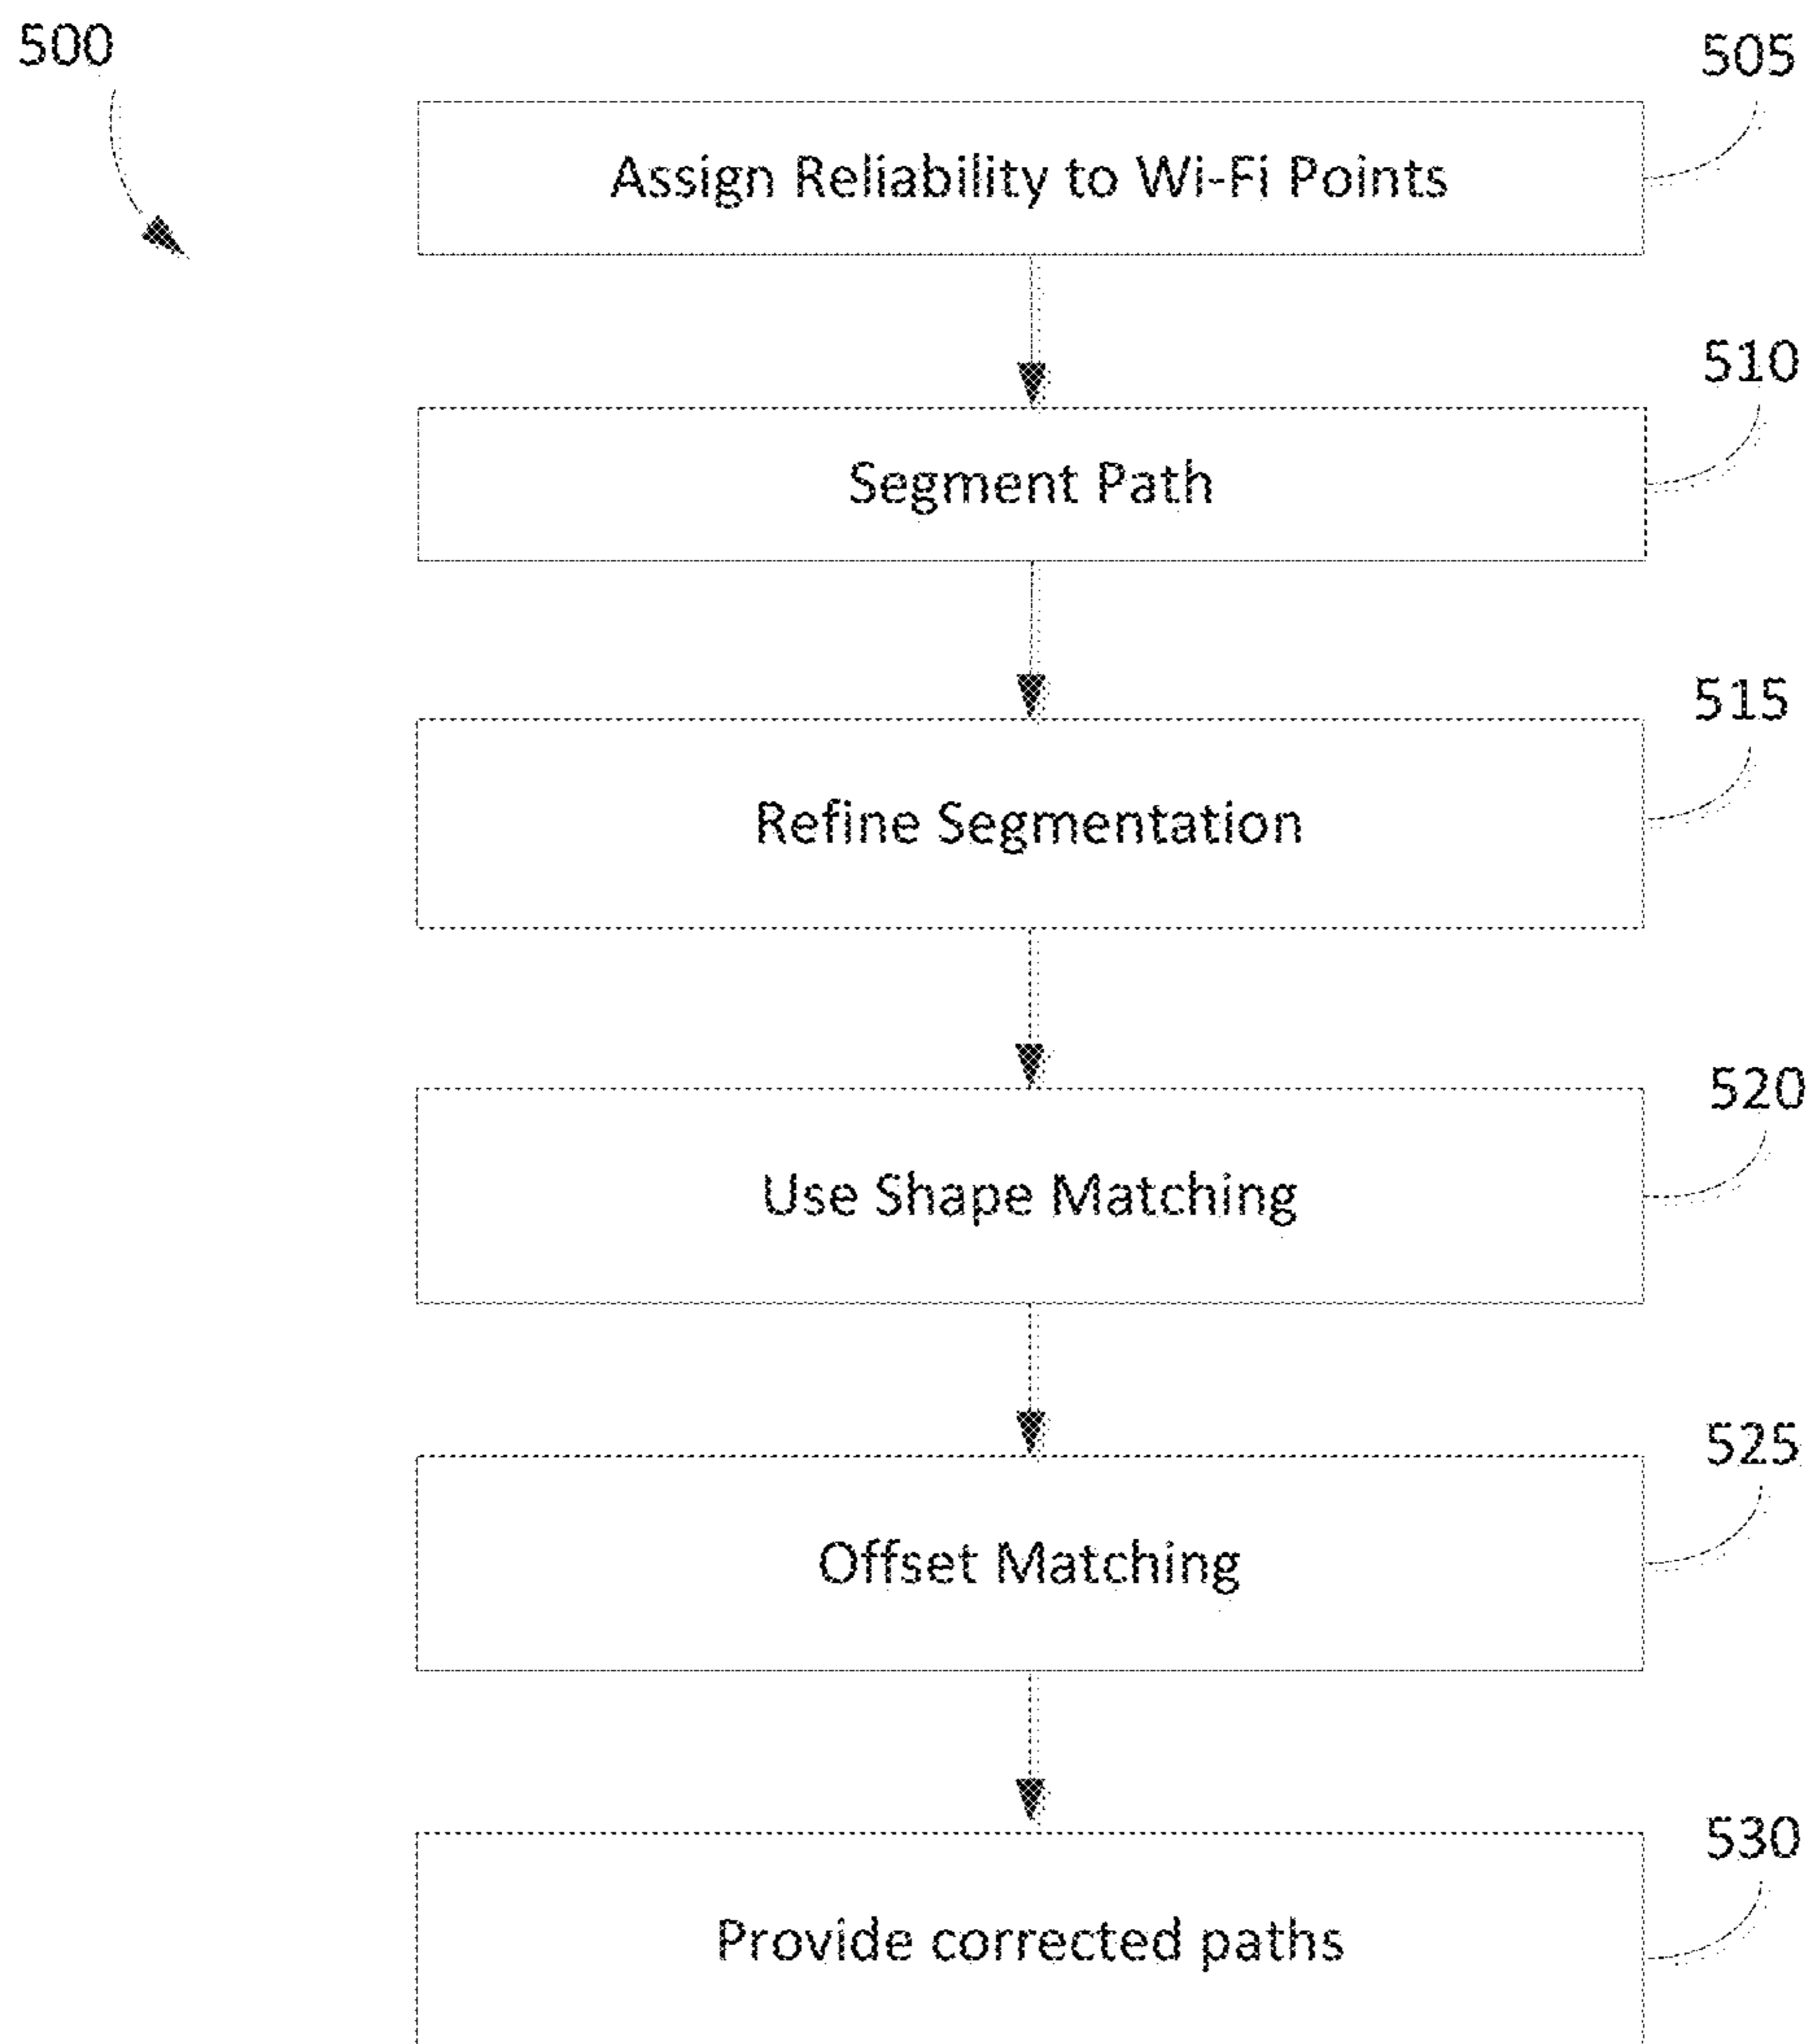 500
505
Assign Reliability to Wi-Fi Points
510
Segment Path
515
Refine Segmentation
520
Use Shape Matching
525
Offset Matching
530
Provide corrected paths